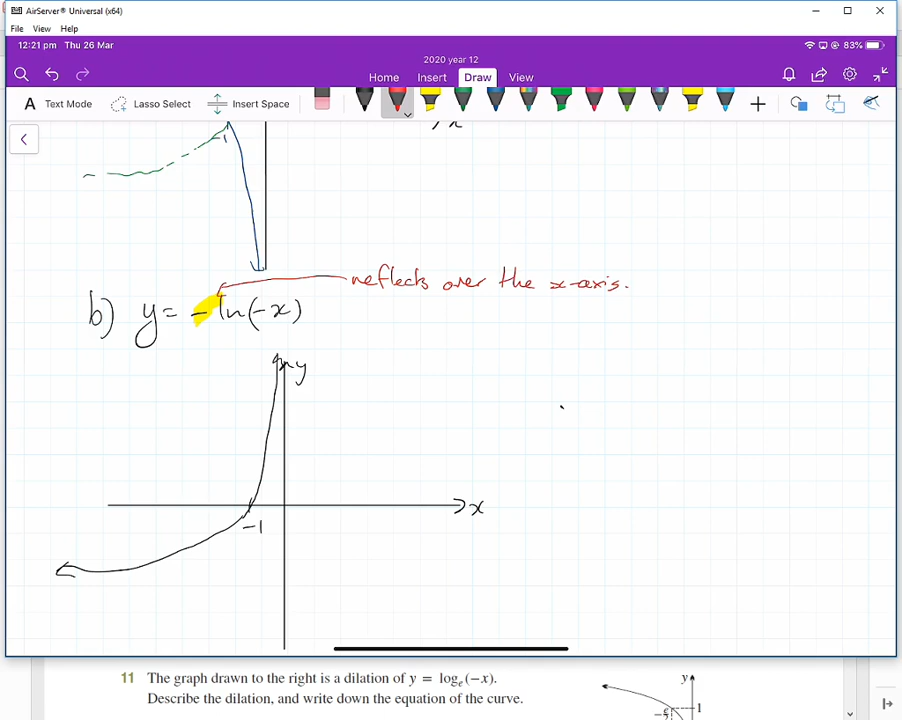 AirServer® Universal (x64)
File View Help
12:21 pm Thu 26 Mar
83%
2020 year 12
Home Insert Draw View
A Text Mode Lasso Select Insert Space
-1
x
reflects over the x-axis.
b) y = -ln(-x)
y
x
-1
11 The graph drawn to the right is a dilation of y = logₑ(−x).
Describe the dilation, and write down the equation of the curve.
y
1